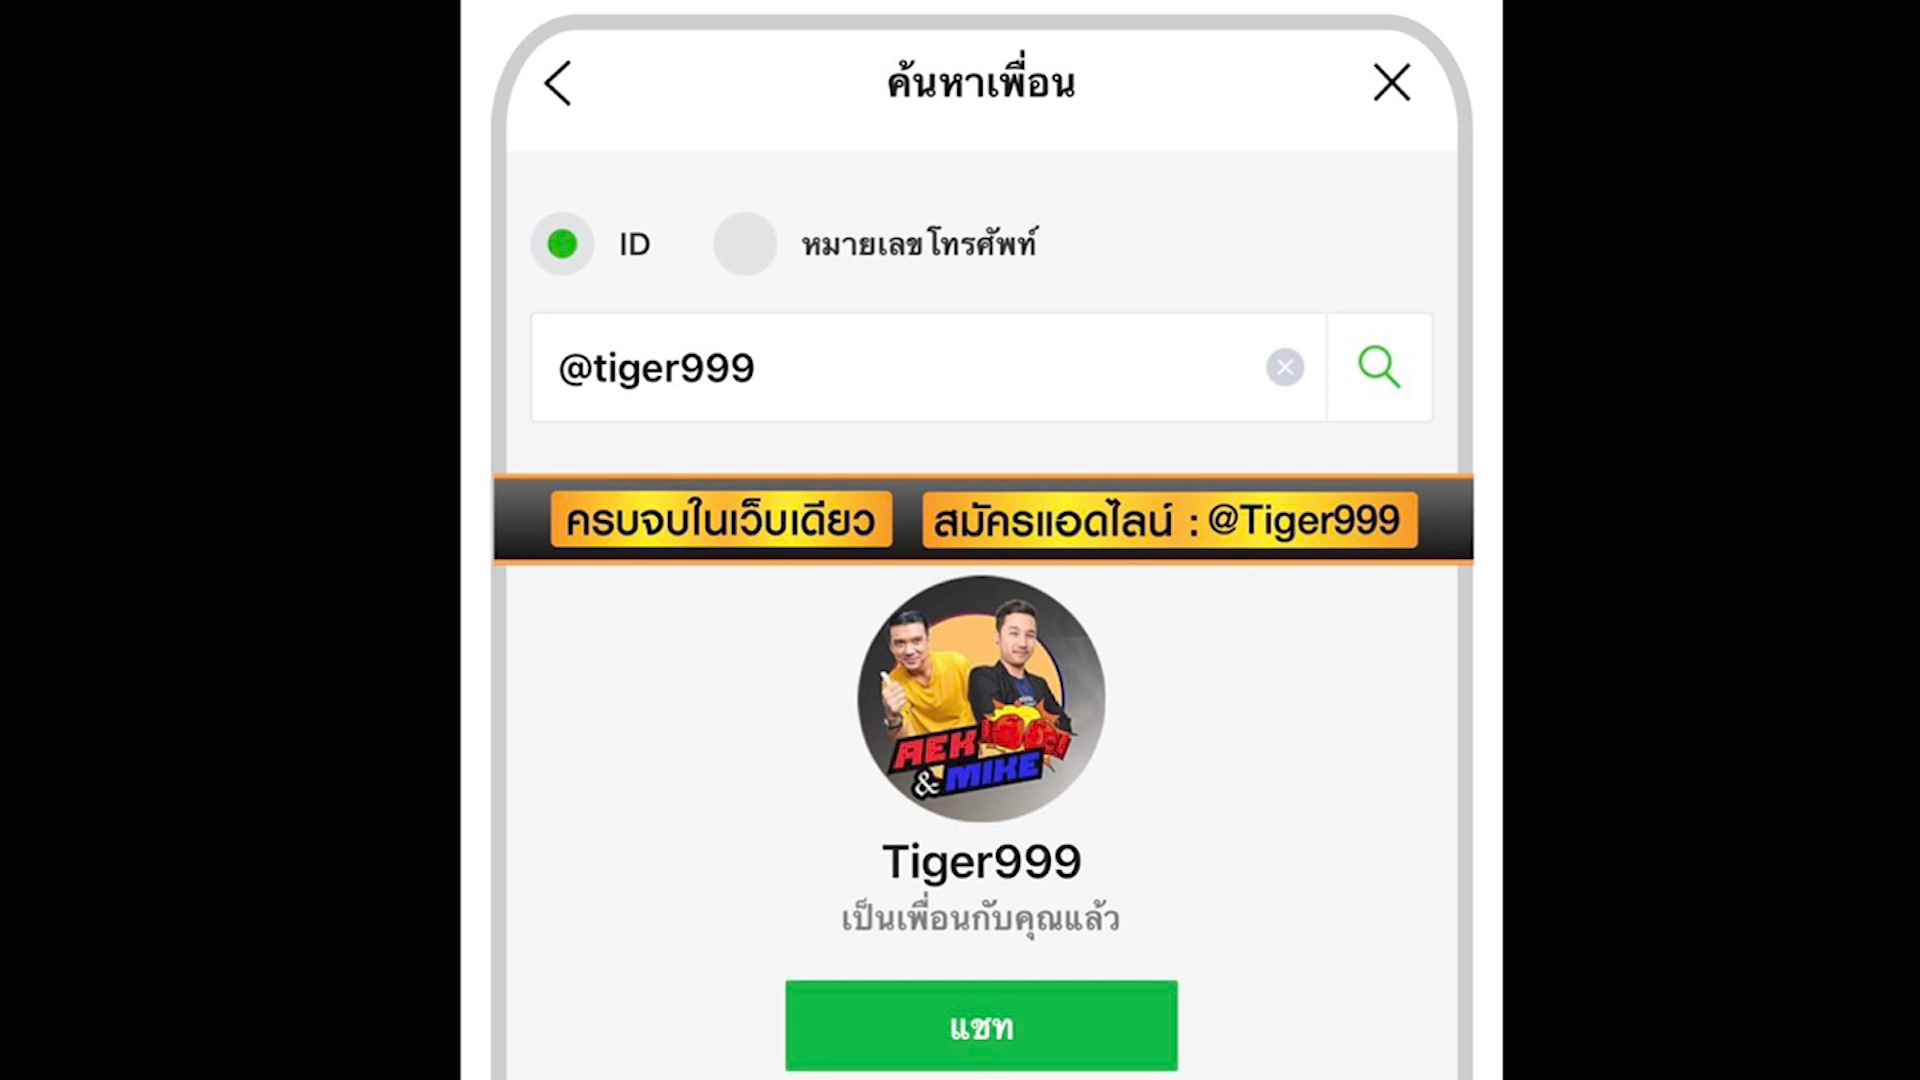 ค้นหาเพื่อน
ID หมายเลขโทรศัพท์
@tiger999
ครบจบในเว็บเดียว สมัครแอดไลน์ : @Tiger999
AEK
& MIKE
Tiger999
เป็นเพื่อนกับคุณแล้ว
แชท